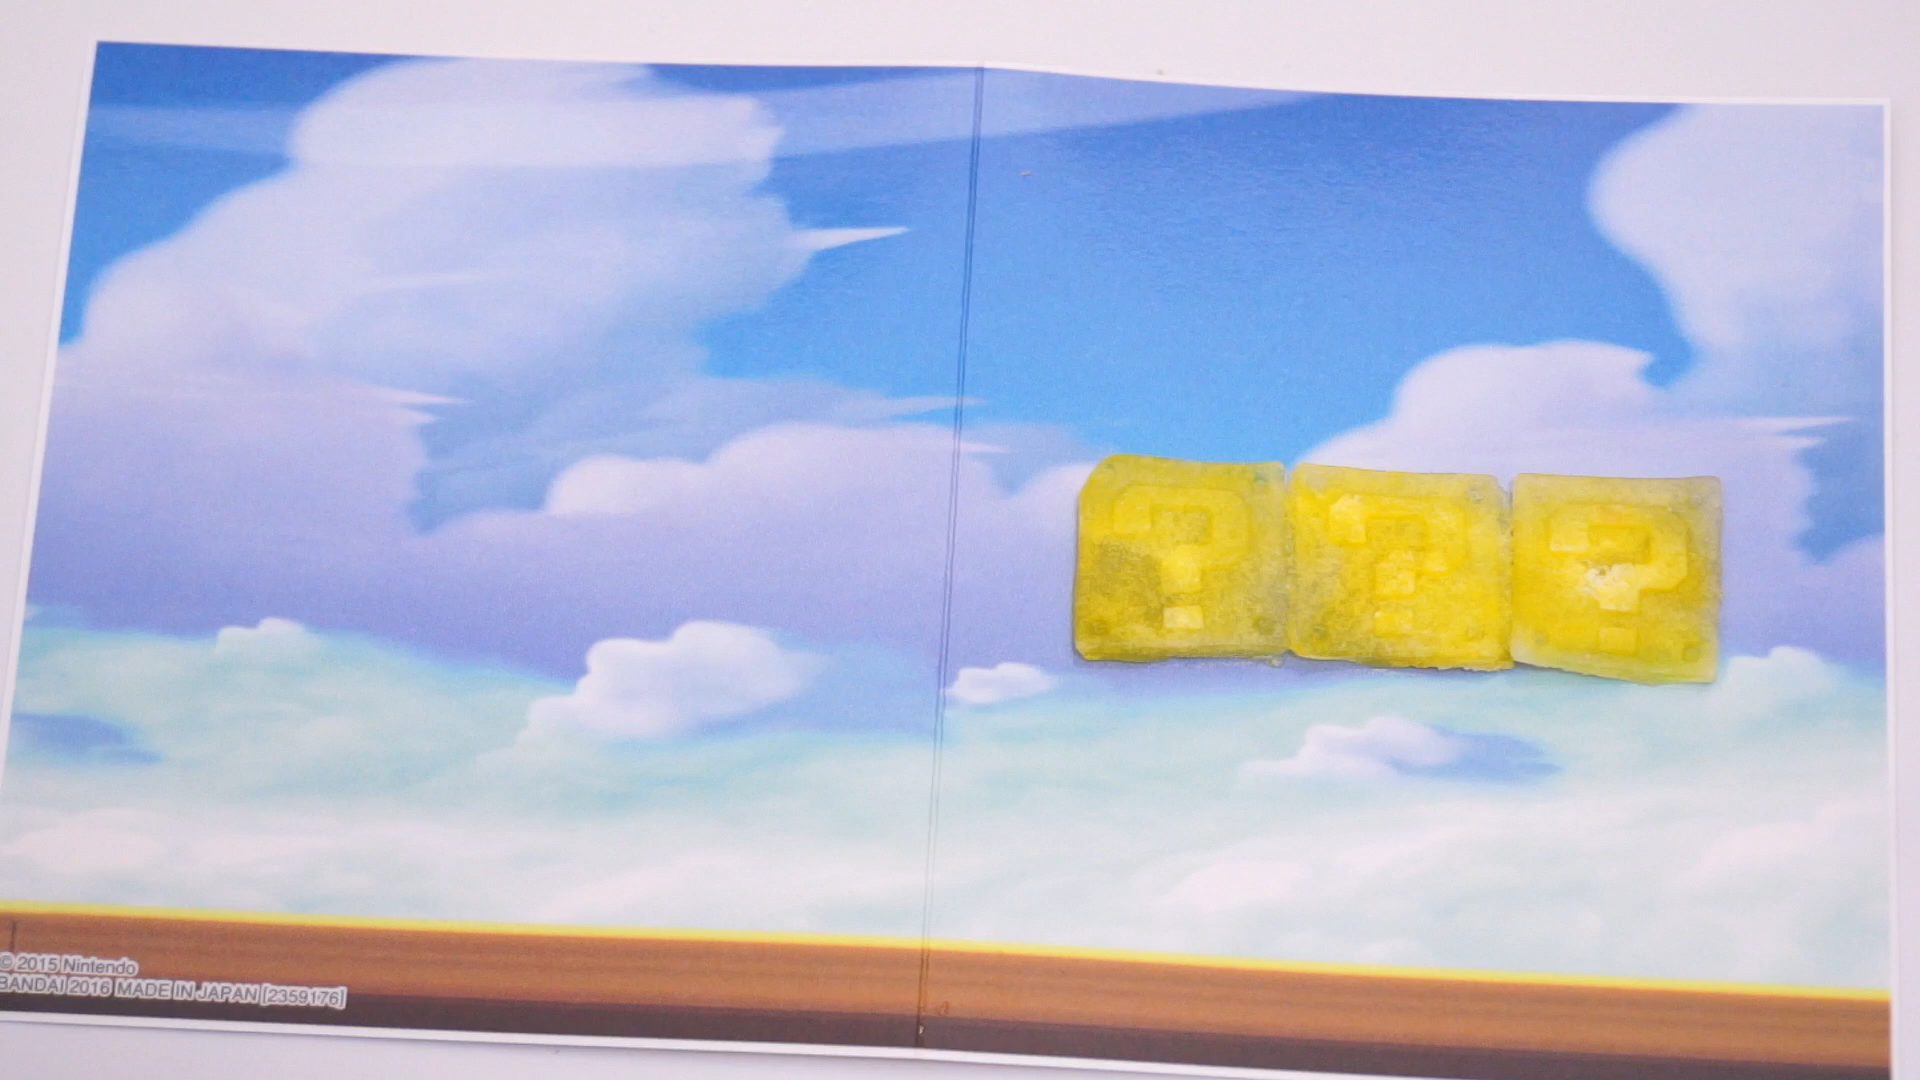 ? ? ?
© 2015 Nintendo
BANDAI 2016 MADE IN JAPAN [2359176]